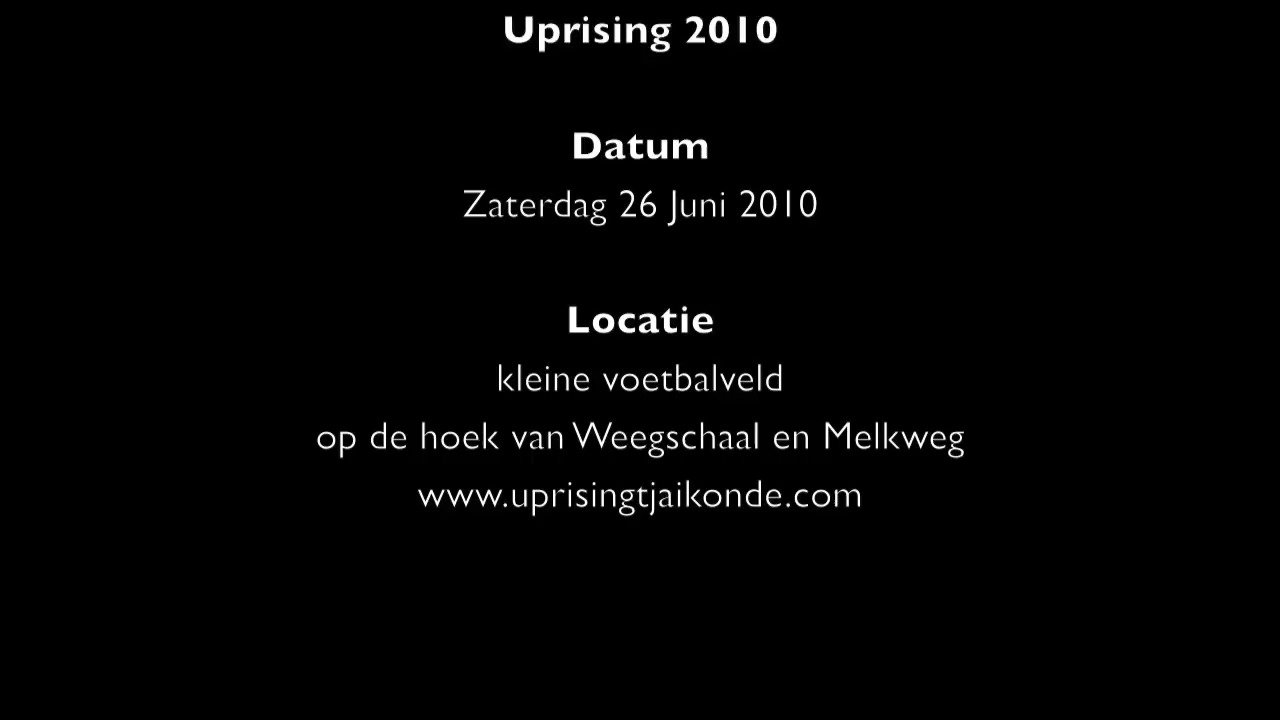 Uprising 2010
Datum
Zaterdag 26 Juni 2010
Locatie
kleine voetbalveld
op de hoek van Weegschaal en Melkweg
www.uprisingtjaikonde.com